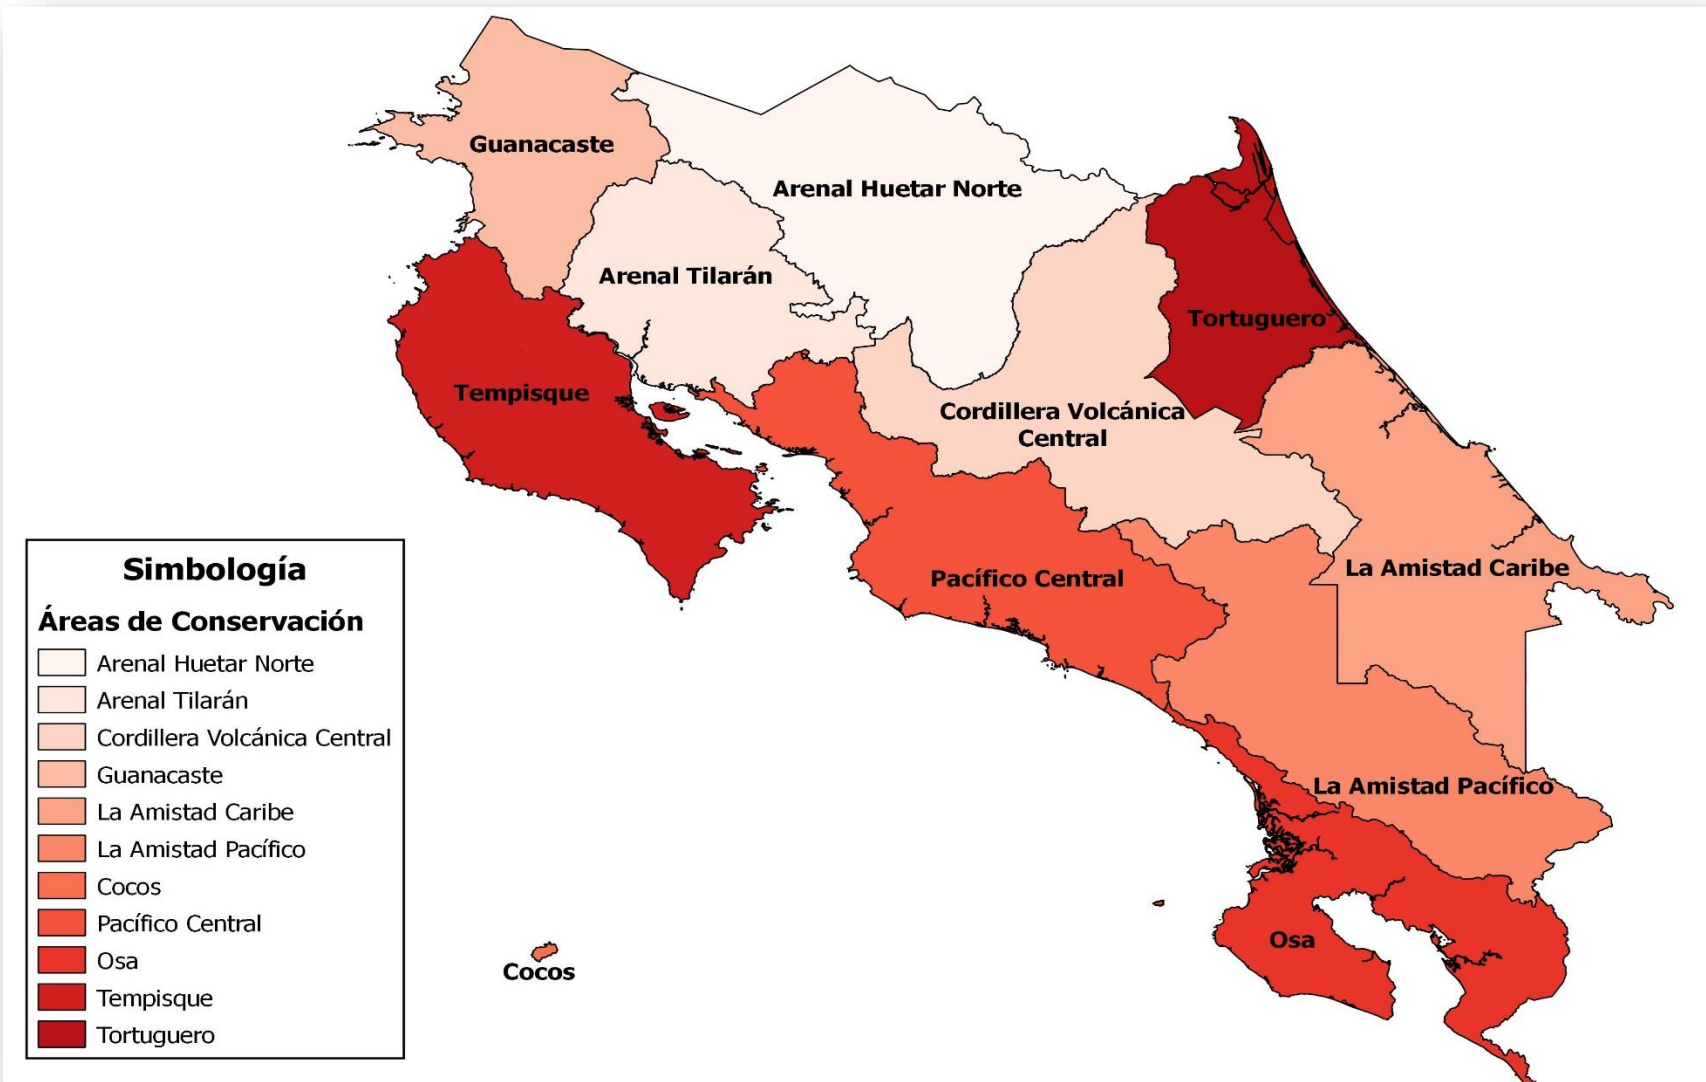 Guanacaste
Arenal Huetar Norte
Arenal Tilarán
Tortuguero
Tempisque
Cordillera Volcánica
Central
La Amistad Caribe
Pacífico Central
La Amistad Pacífico
Osa
Cocos
Simbología
Áreas de Conservación
Arenal Huetar Norte
Arenal Tilarán
Cordillera Volcánica Central
Guanacaste
La Amistad Caribe
La Amistad Pacífico
Cocos
Pacífico Central
Osa
Tempisque
Tortuguero